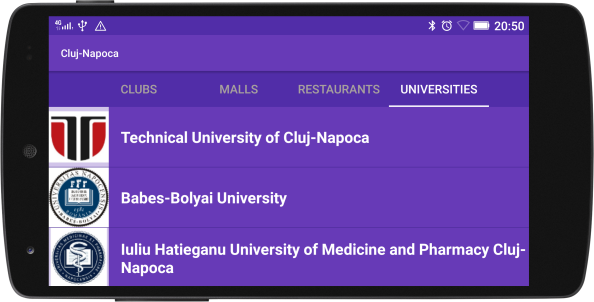 4G
20:50
Cluj-Napoca
CLUBS MALLS RESTAURANTS UNIVERSITIES
Technical University of Cluj-Napoca
Babes-Bolyai University
Iuliu Hatieganu University of Medicine and Pharmacy Cluj-
Napoca